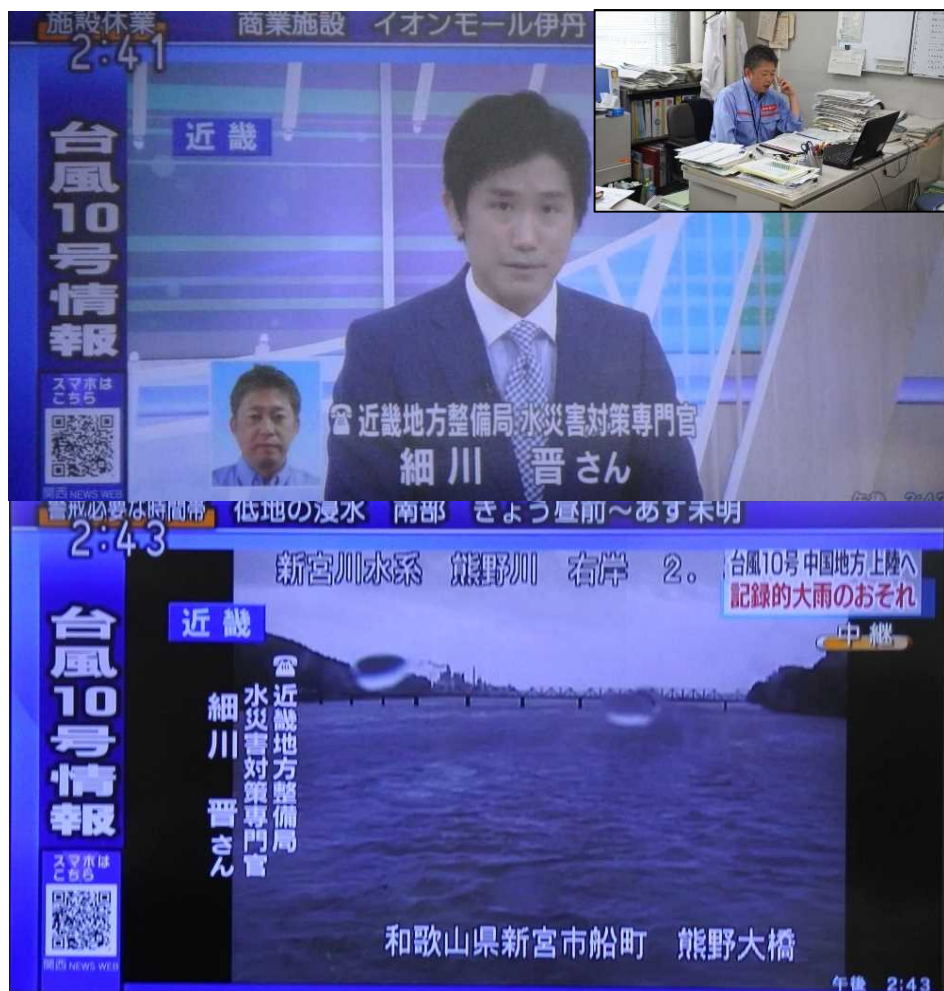 施設休業 商業施設 イオンモール伊丹
2:41
台風10号情報
近畿
スマホは
こちら
関西 NEWS WEB
☎近畿地方整備局 水災害対策専門官
細川 晋さん
警戒必要な時間帯 低地の浸水 南部 きょう昼前～あす未明
2:43
新宮川水系 熊野川 右岸 2.
台風10号 中国地方 上陸へ
記録的大雨のおそれ
中継
台風10号情報
近畿
☎近畿地方整備局
水災害対策専門官
細川 晋さん
スマホは
こちら
関西 NEWS WEB
和歌山県新宮市船町 熊野大橋
午後 2:43